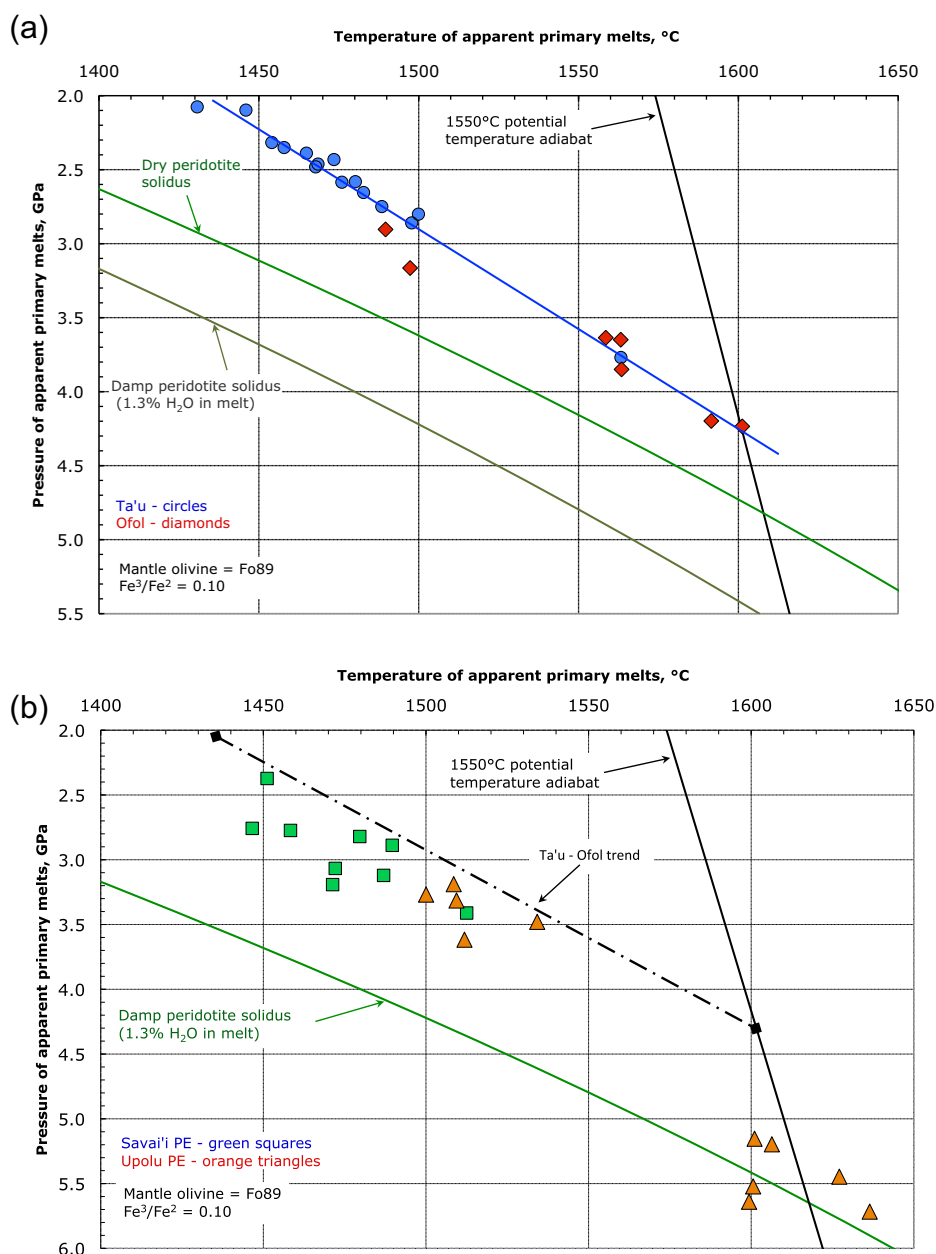 (a)
Temperature of apparent primary melts, °C
1400 1450 1500 1550 1600 1650
2.0
2.5
3.0
3.5
4.0
4.5
5.0
5.5
Pressure of apparent primary melts, GPa
1550°C potential
temperature adiabat
Dry peridotite
solidus
Damp peridotite solidus
(1.3% H₂O in melt)
Ta'u - circles
Ofol - diamonds
Mantle olivine = Fo89
Fe³/Fe² = 0.10
(b)
Temperature of apparent primary melts, °C
1400 1450 1500 1550 1600 1650
2.0
2.5
3.0
3.5
4.0
4.5
5.0
5.5
6.0
Pressure of apparent primary melts, GPa
1550°C potential
temperature adiabat
Ta'u - Ofol trend
Damp peridotite solidus
(1.3% H₂O in melt)
Savai'i PE - green squares
Upolu PE - orange triangles
Mantle olivine = Fo89
Fe³/Fe² = 0.10